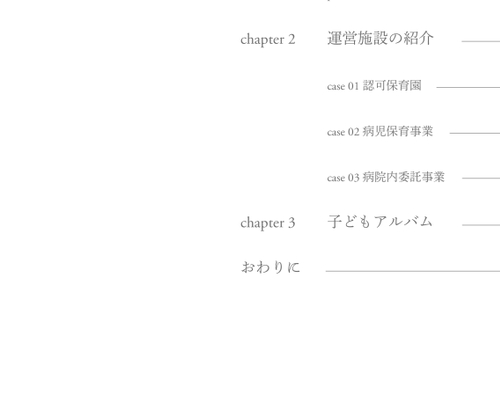 chapter 2 運営施設の紹介
case 01 認可保育園
case 02 病児保育事業
case 03 病院内委託事業
chapter 3 子どもアルバム
おわりに